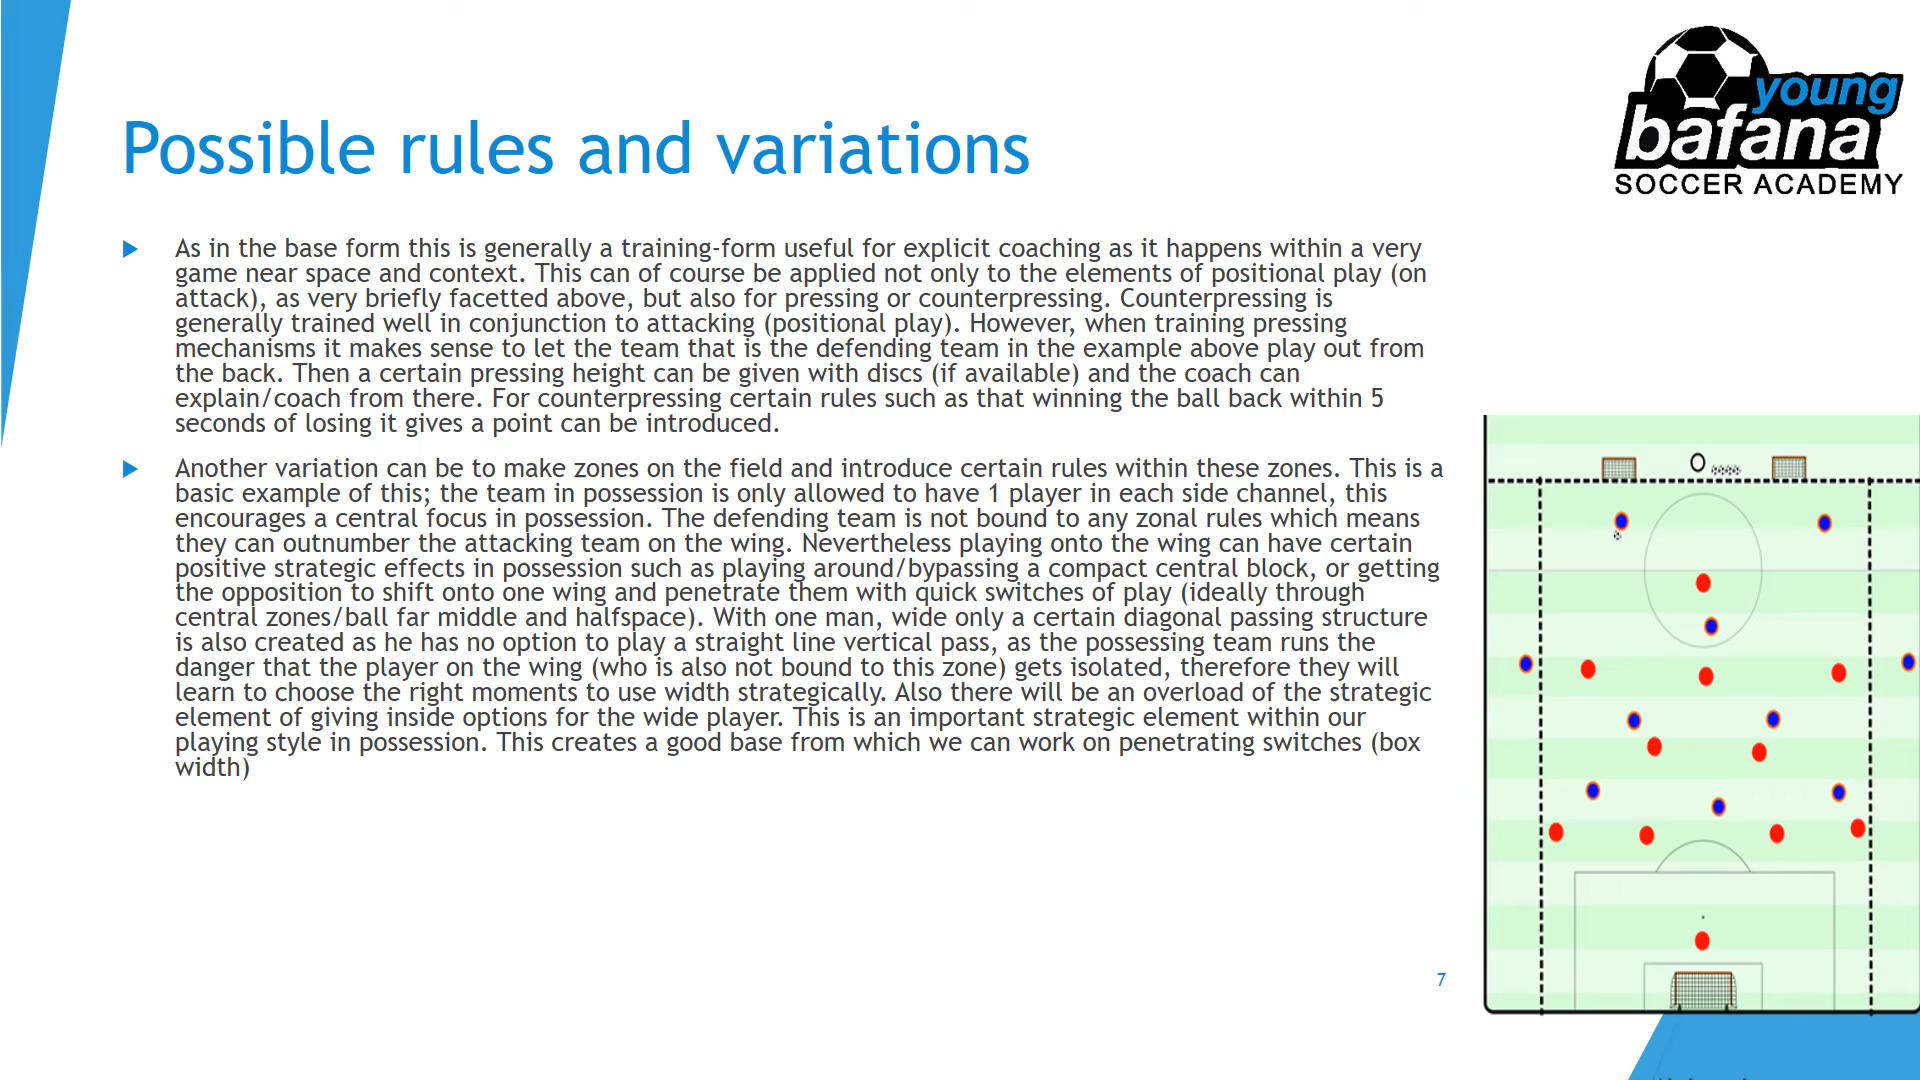 young
bafana
SOCCER ACADEMY
Possible rules and variations
As in the base form this is generally a training-form useful for explicit coaching as it happens within a very
game near space and context. This can of course be applied not only to the elements of positional play (on
attack), as very briefly facetted above, but also for pressing or counterpressing. Counterpressing is
generally trained well in conjunction to attacking (positional play). However, when training pressing
mechanisms it makes sense to let the team that is the defending team in the example above play out from
the back. Then a certain pressing height can be given with discs (if available) and the coach can
explain/coach from there. For counterpressing certain rules such as that winning the ball back within 5
seconds of losing it gives a point can be introduced.
Another variation can be to make zones on the field and introduce certain rules within these zones. This is a
basic example of this; the team in possession is only allowed to have 1 player in each side channel, this
encourages a central focus in possession. The defending team is not bound to any zonal rules which means
they can outnumber the attacking team on the wing. Nevertheless playing onto the wing can have certain
positive strategic effects in possession such as playing around/bypassing a compact central block, or getting
the opposition to shift onto one wing and penetrate them with quick switches of play (ideally through
central zones/ball far middle and halfspace). With one man, wide only a certain diagonal passing structure
is also created as he has no option to play a straight line vertical pass, as the possessing team runs the
danger that the player on the wing (who is also not bound to this zone) gets isolated, therefore they will
learn to choose the right moments to use width strategically. Also there will be an overload of the strategic
element of giving inside options for the wide player. This is an important strategic element within our
playing style in possession. This creates a good base from which we can work on penetrating switches (box
width)
7